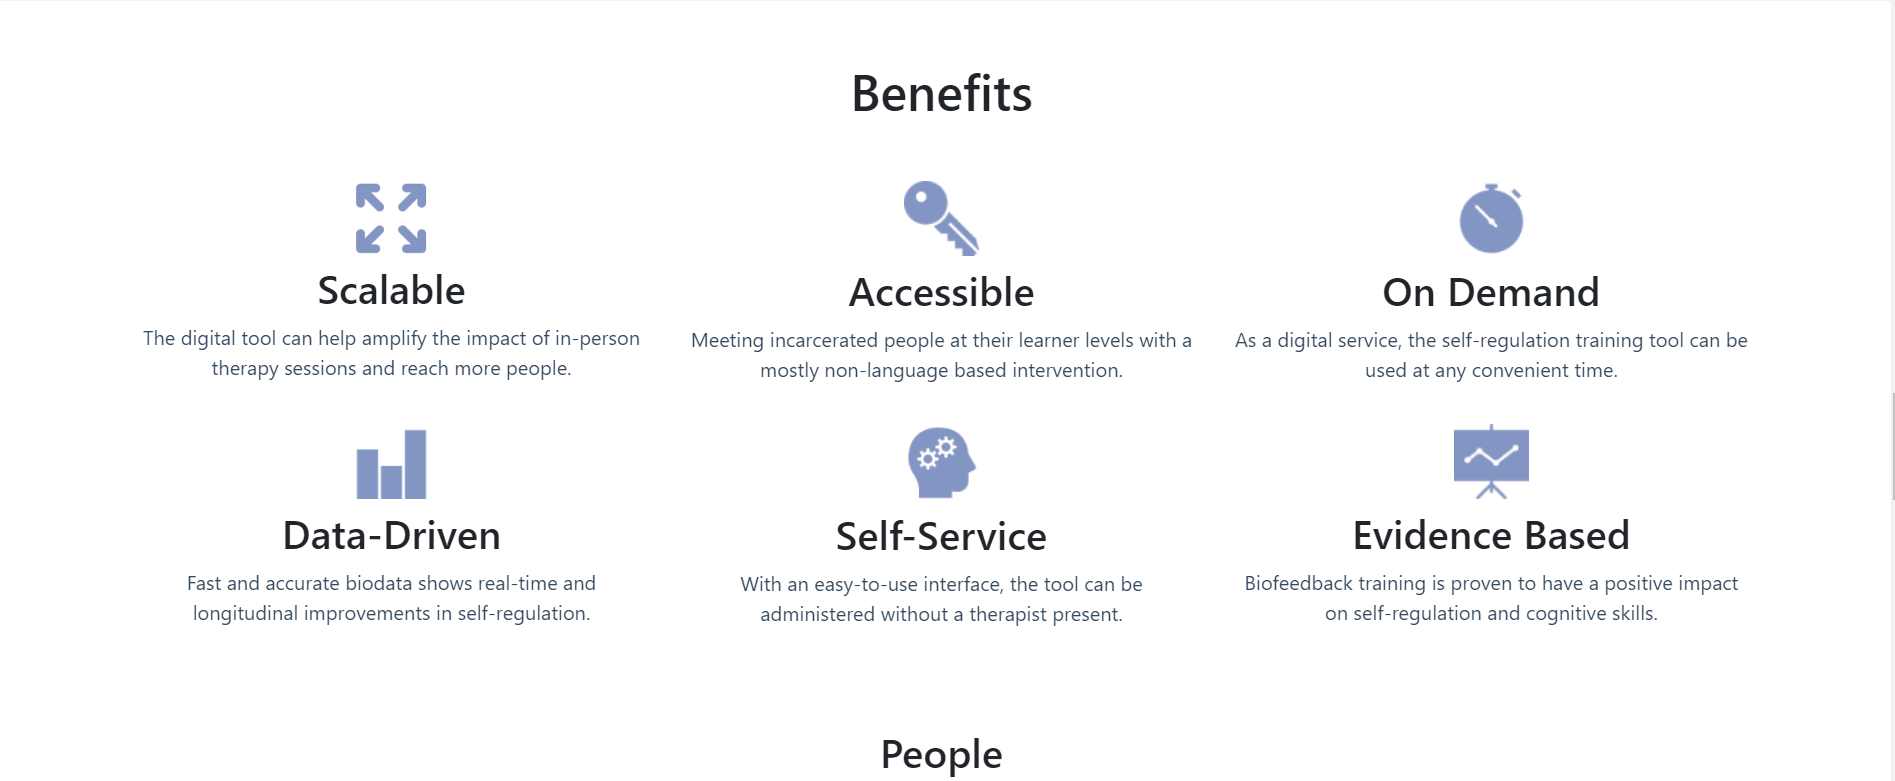 Benefits
Scalable
The digital tool can help amplify the impact of in-person
therapy sessions and reach more people.
Accessible
Meeting incarcerated people at their learner levels with a
mostly non-language based intervention.
On Demand
As a digital service, the self-regulation training tool can be
used at any convenient time.
Data-Driven
Fast and accurate biodata shows real-time and
longitudinal improvements in self-regulation.
Self-Service
With an easy-to-use interface, the tool can be
administered without a therapist present.
Evidence Based
Biofeedback training is proven to have a positive impact
on self-regulation and cognitive skills.
People